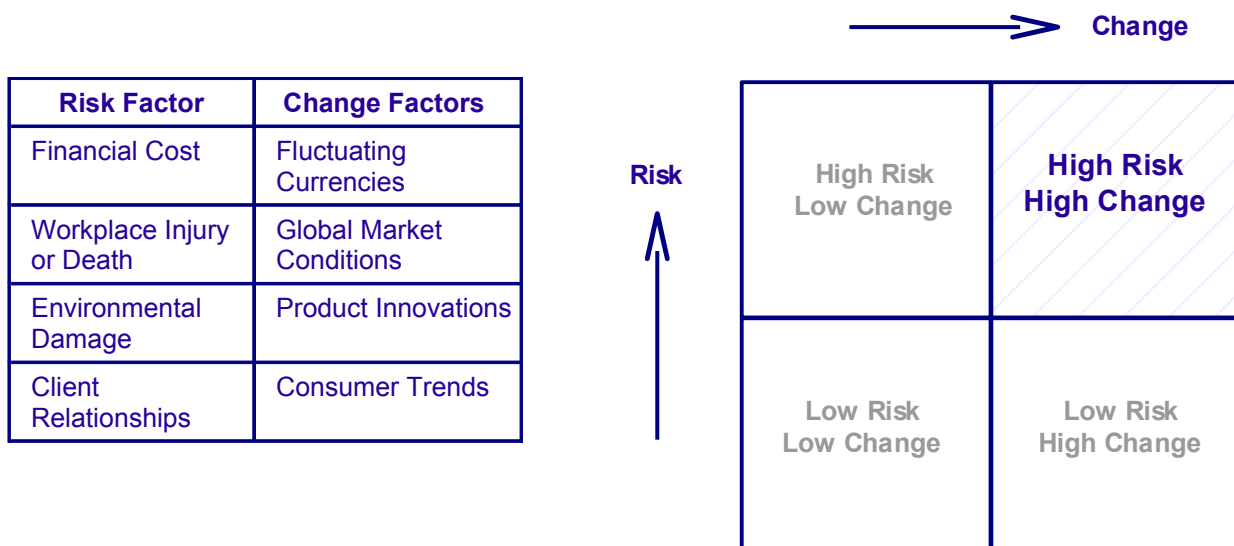 Change
Risk Factor Change Factors
Financial Cost Fluctuating
Currencies
Workplace Injury Global Market
or Death Conditions
Environmental Product Innovations
Damage
Client Consumer Trends
Relationships
Risk
High Risk
Low Change
High Risk
High Change
Low Risk
Low Change
Low Risk
High Change